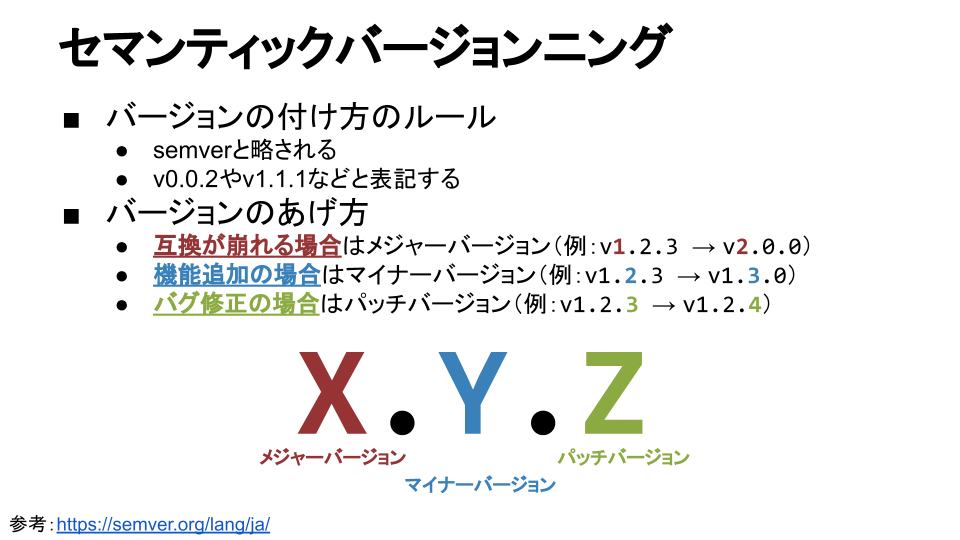 セマンティックバージョンニング
■ バージョンの付け方のルール
● semverと略される
● v0.0.2やv1.1.1などと表記する
■ バージョンのあげ方
● 互換が崩れる場合はメジャーバージョン（例：v1.2.3 → v2.0.0）
● 機能追加の場合はマイナーバージョン（例：v1.2.3 → v1.3.0）
● バグ修正の場合はパッチバージョン（例：v1.2.3 → v1.2.4）
X.Y.Z
メジャーバージョン パッチバージョン
マイナーバージョン
参考：https://semver.org/lang/ja/